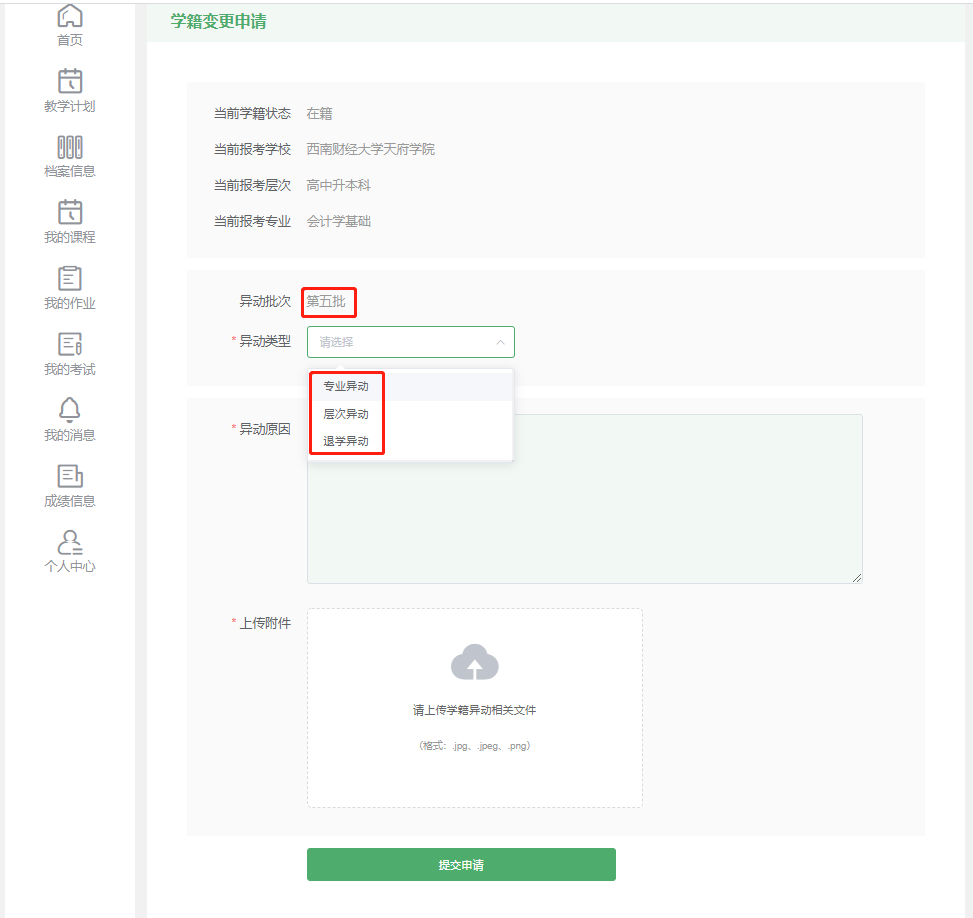 学籍变更申请
首页
教学计划
档案信息
我的课程
我的作业
我的考试
我的消息
成绩信息
个人中心
当前学籍状态 在籍
当前报考学校 西南财经大学天府学院
当前报考层次 高中升本科
当前报考专业 会计学基础
异动批次 第五批
* 异动类型 请选择
专业异动
层次异动
退学异动
* 异动原因
* 上传附件
请上传学籍异动相关文件
(格式: .jpg、.jpeg、.png)
提交申请